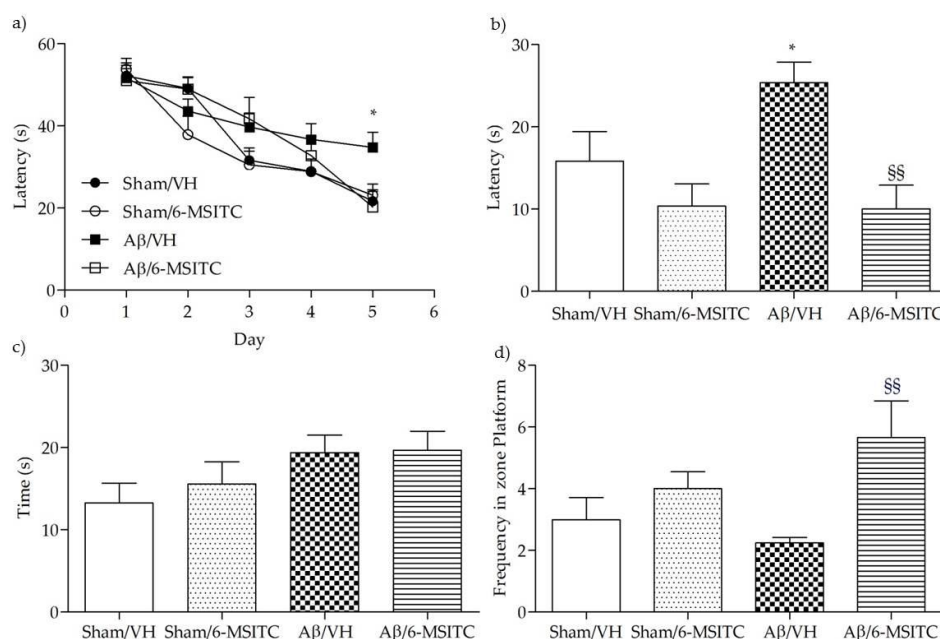 a)
60
40
20
0
Latency (s)
*
Sham/VH
Sham/6-MSITC
Aβ/VH
Aβ/6-MSITC
0 1 2 3 4 5 6
Day
b)
30
20
10
0
Latency (s)
*
§§
Sham/VH Sham/6-MSITC Aβ/VH Aβ/6-MSITC
c)
30
20
10
0
Time (s)
Sham/VH Sham/6-MSITC Aβ/VH Aβ/6-MSITC
d)
8
6
4
2
0
Frequency in zone Platform
§§
Sham/VH Sham/6-MSITC Aβ/VH Aβ/6-MSITC